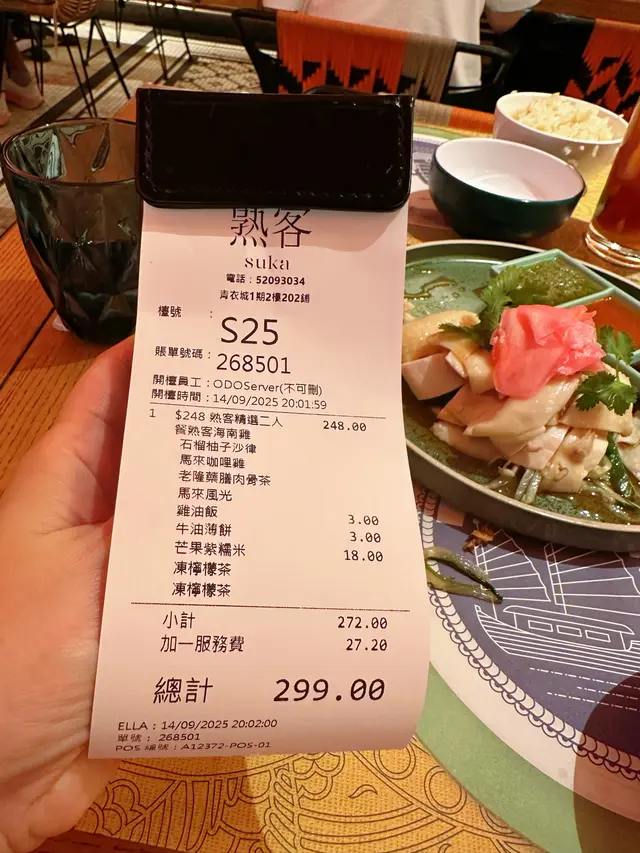 熟客
suka
電話：52093034
青衣城1期2樓202鋪
檯號：
S25
賬單號碼：268501
開檯員工：ODOServer(不可刪)
開檯時間：14/09/2025 20:01:59
1 $248 熟客精選二人 248.00
餐熟客海南雞
石榴柚子沙律
馬來咖哩雞
老隆藥膳肉骨茶
馬來風光
雞油飯 3.00
牛油薄餅 3.00
芒果紫糯米 18.00
凍檸檬茶
凍檸檬茶
小計 272.00
加一服務費 27.20
總計 299.00
ELLA：14/09/2025 20:02:00
單號：268501
POS 編號：A12372-POS-01